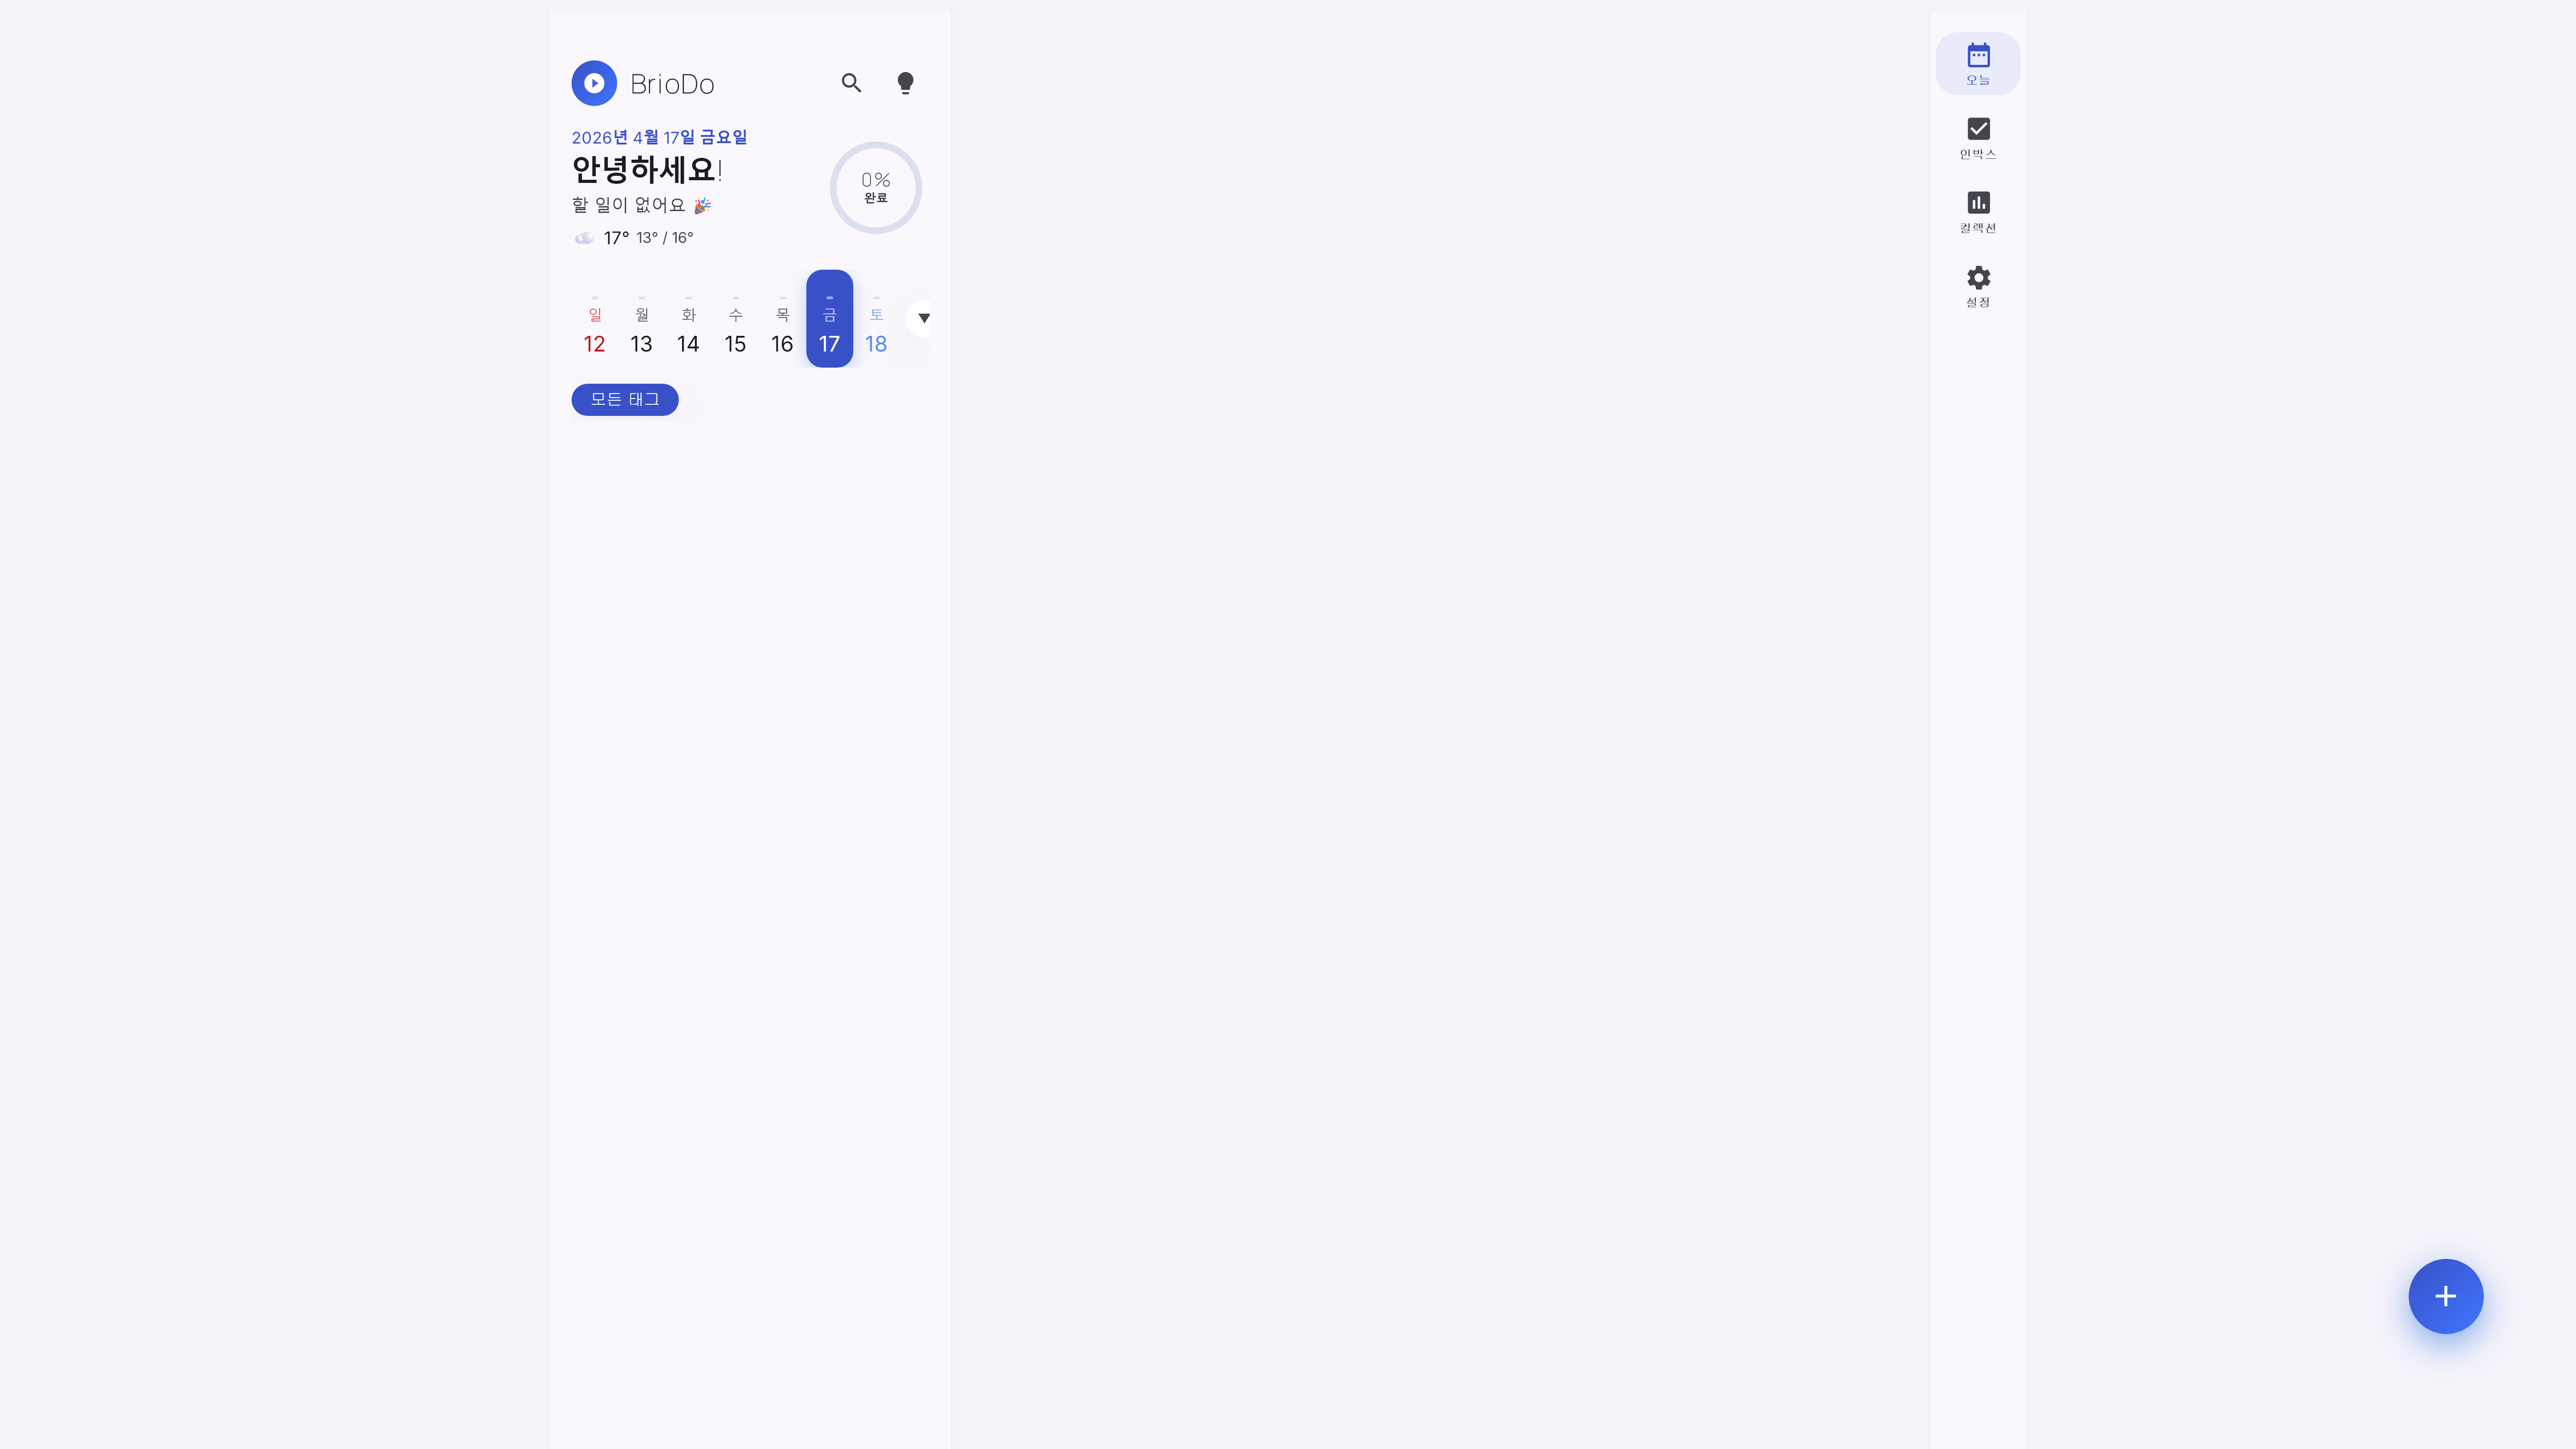 BrioDo
2026년 4월 17일 금요일
안녕하세요!
할 일이 없어요 🎉
17° 13° / 16°
0%
완료
일 월 화 수 목 금 토
12 13 14 15 16 17 18
모든 태그
오늘
인박스
컬렉션
설정